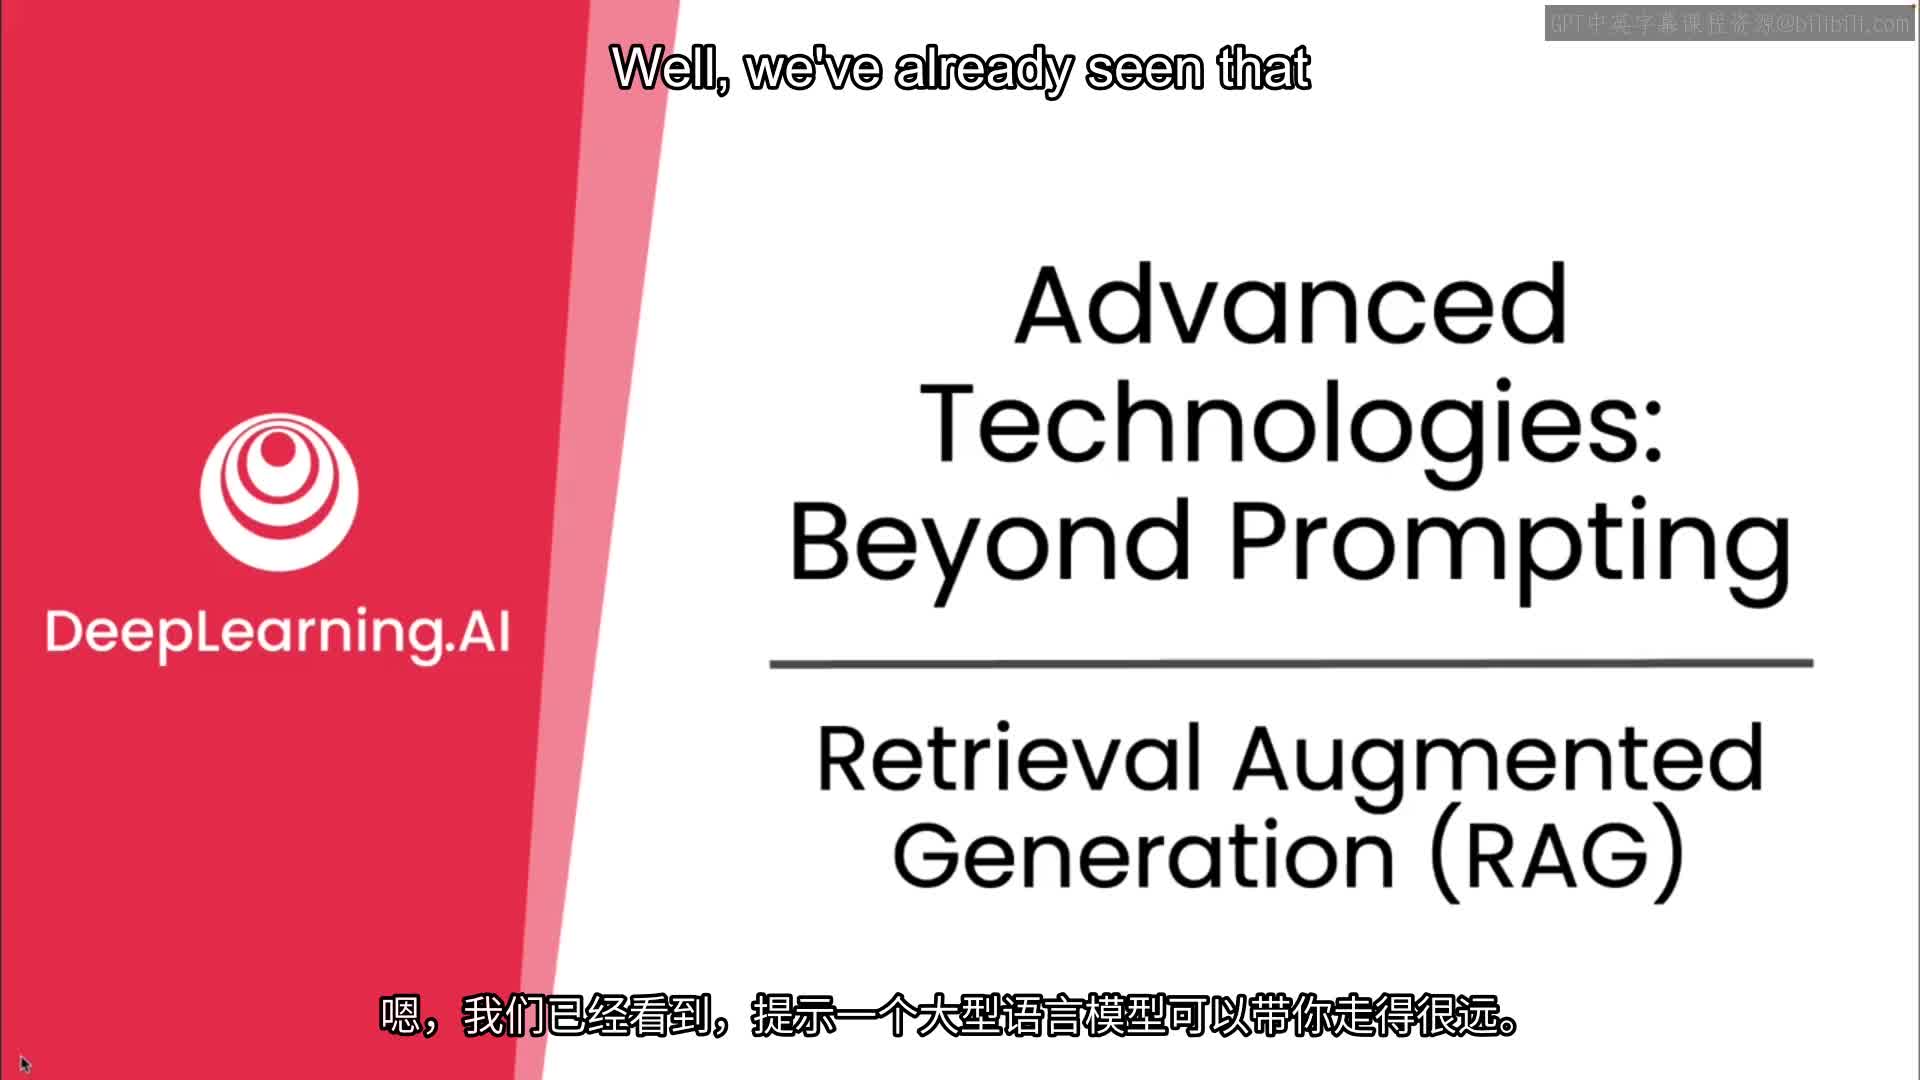 GPT中英字幕课程资源@bilibili.com
Well, we've already seen that
Advanced
Technologies:
Beyond Prompting
DeepLearning.AI
Retrieval Augmented
Generation (RAG)
嗯，我们已经看到，提示一个大型语言模型可以带你走得很远。